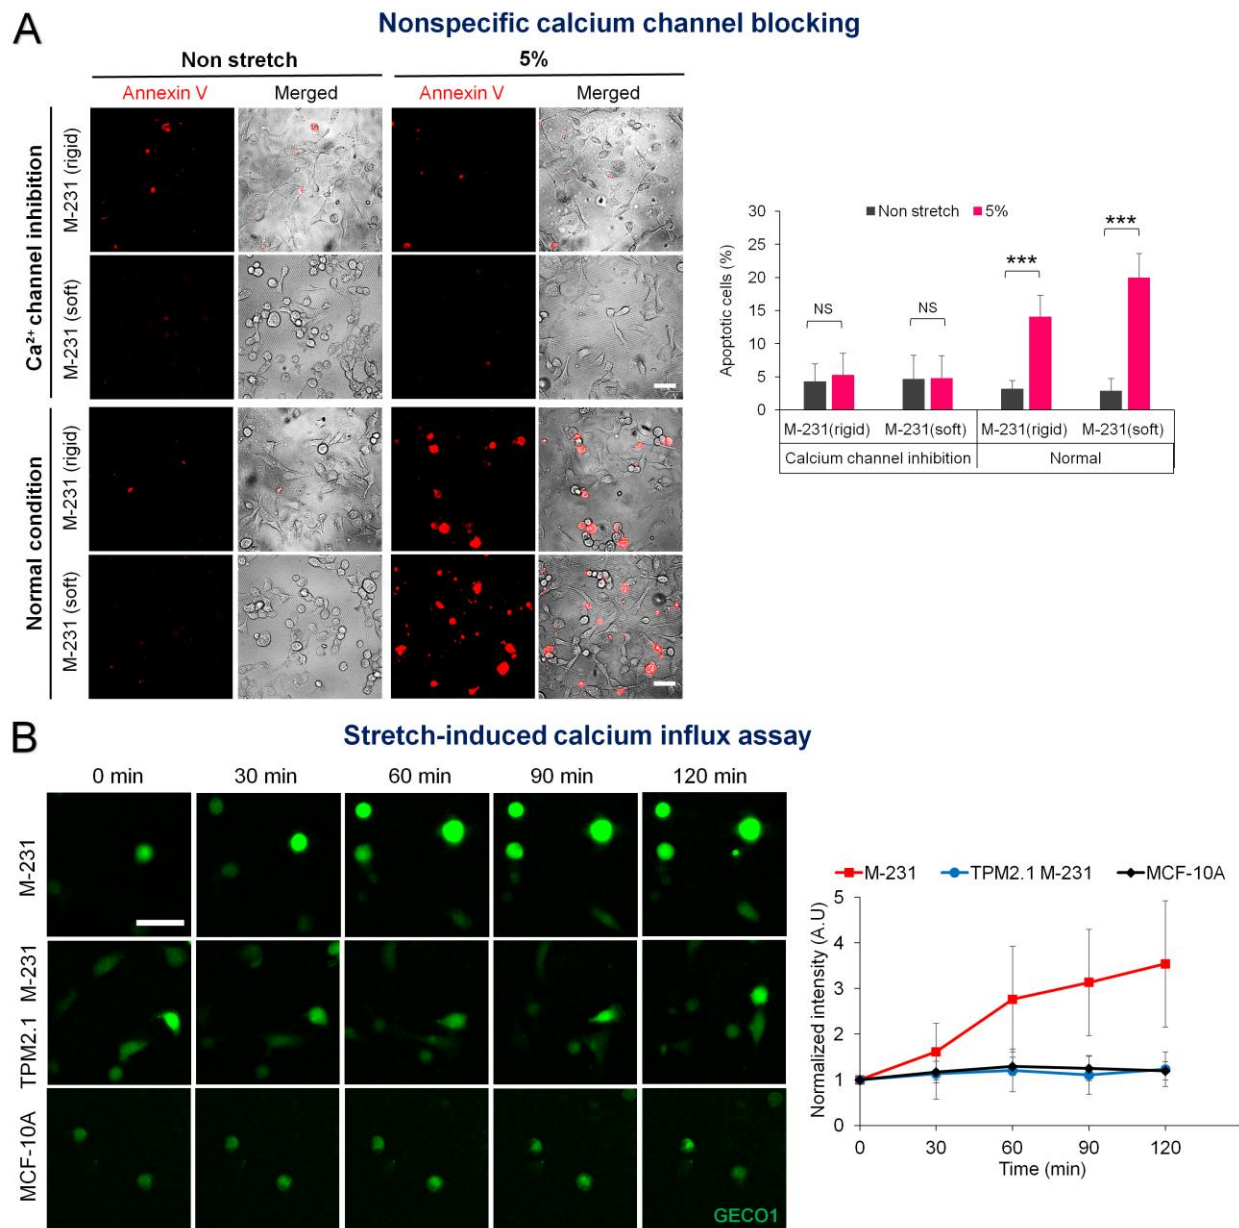 A
Nonspecific calcium channel blocking
Non stretch
5%
Annexin V
Merged
Annexin V
Merged
Ca²⁺ channel inhibition
M-231 (rigid)
M-231 (soft)
Normal condition
M-231 (rigid)
M-231 (soft)
Apoptotic cells (%)
30
25
20
15
10
5
0
Non stretch
5%
NS
NS
***
***
M-231(rigid)
M-231(soft)
M-231(rigid)
M-231(soft)
Calcium channel inhibition
Normal
B
Stretch-induced calcium influx assay
0 min
30 min
60 min
90 min
120 min
M-231
TPM2.1 M-231
MCF-10A
GECO1
M-231
TPM2.1 M-231
MCF-10A
Normalized intensity (A.U)
5
4
3
2
1
0
0
30
60
90
120
Time (min)